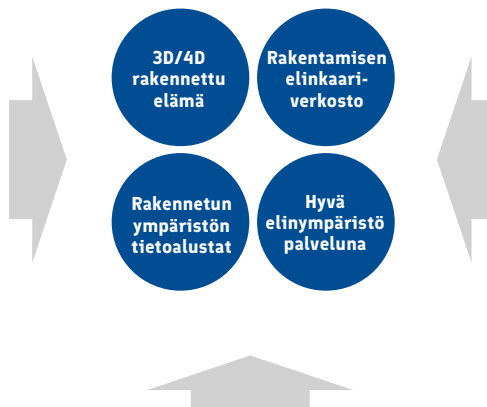 3D/4D
rakennettu
elämä
Rakentamisen
elinkaari-
verkosto
Rakennetun
ympäristön
tietoalustat
Hyvä
elinympäristö
palveluna